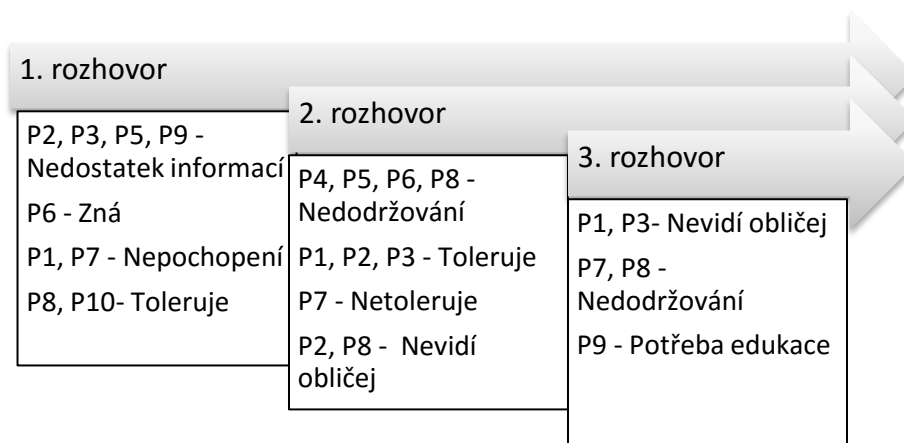 1. rozhovor
P2, P3, P5, P9 -
Nedostatek informací
P6 - Zná
P1, P7 - Nepochopení
P8, P10- Toleruje
2. rozhovor
P4, P5, P6, P8 -
Nedodržování
P1, P2, P3 - Toleruje
P7 - Netoleruje
P2, P8 - Nevidí
obličej
3. rozhovor
P1, P3- Nevidí obličej
P7, P8 -
Nedodržování
P9 - Potřeba edukace